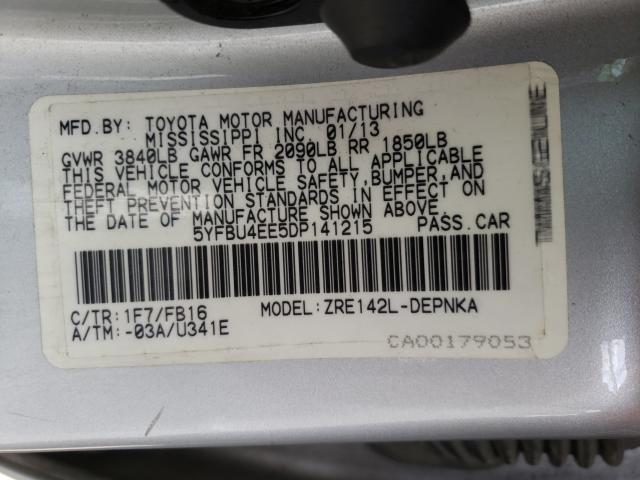 MFD.BY: TOYOTA MOTOR MANUFACTURING
MISSISSIPPI INC. 01/13
GVWR 3840LB GAWR FR 2090LB RR 1850LB
THIS VEHICLE CONFORMS TO ALL APPLICABLE
FEDERAL MOTOR VEHICLE SAFETY,BUMPER,AND
THEFT PREVENTION STANDARDS IN EFFECT ON
THE DATE OF MANUFACTURE SHOWN ABOVE.
5YFBU4EE5DP141215 PASS.CAR
C/TR:1F7/FB16 MODEL:ZRE142L-DEPNKA
A/TM:-03A/U341E
CA00179053